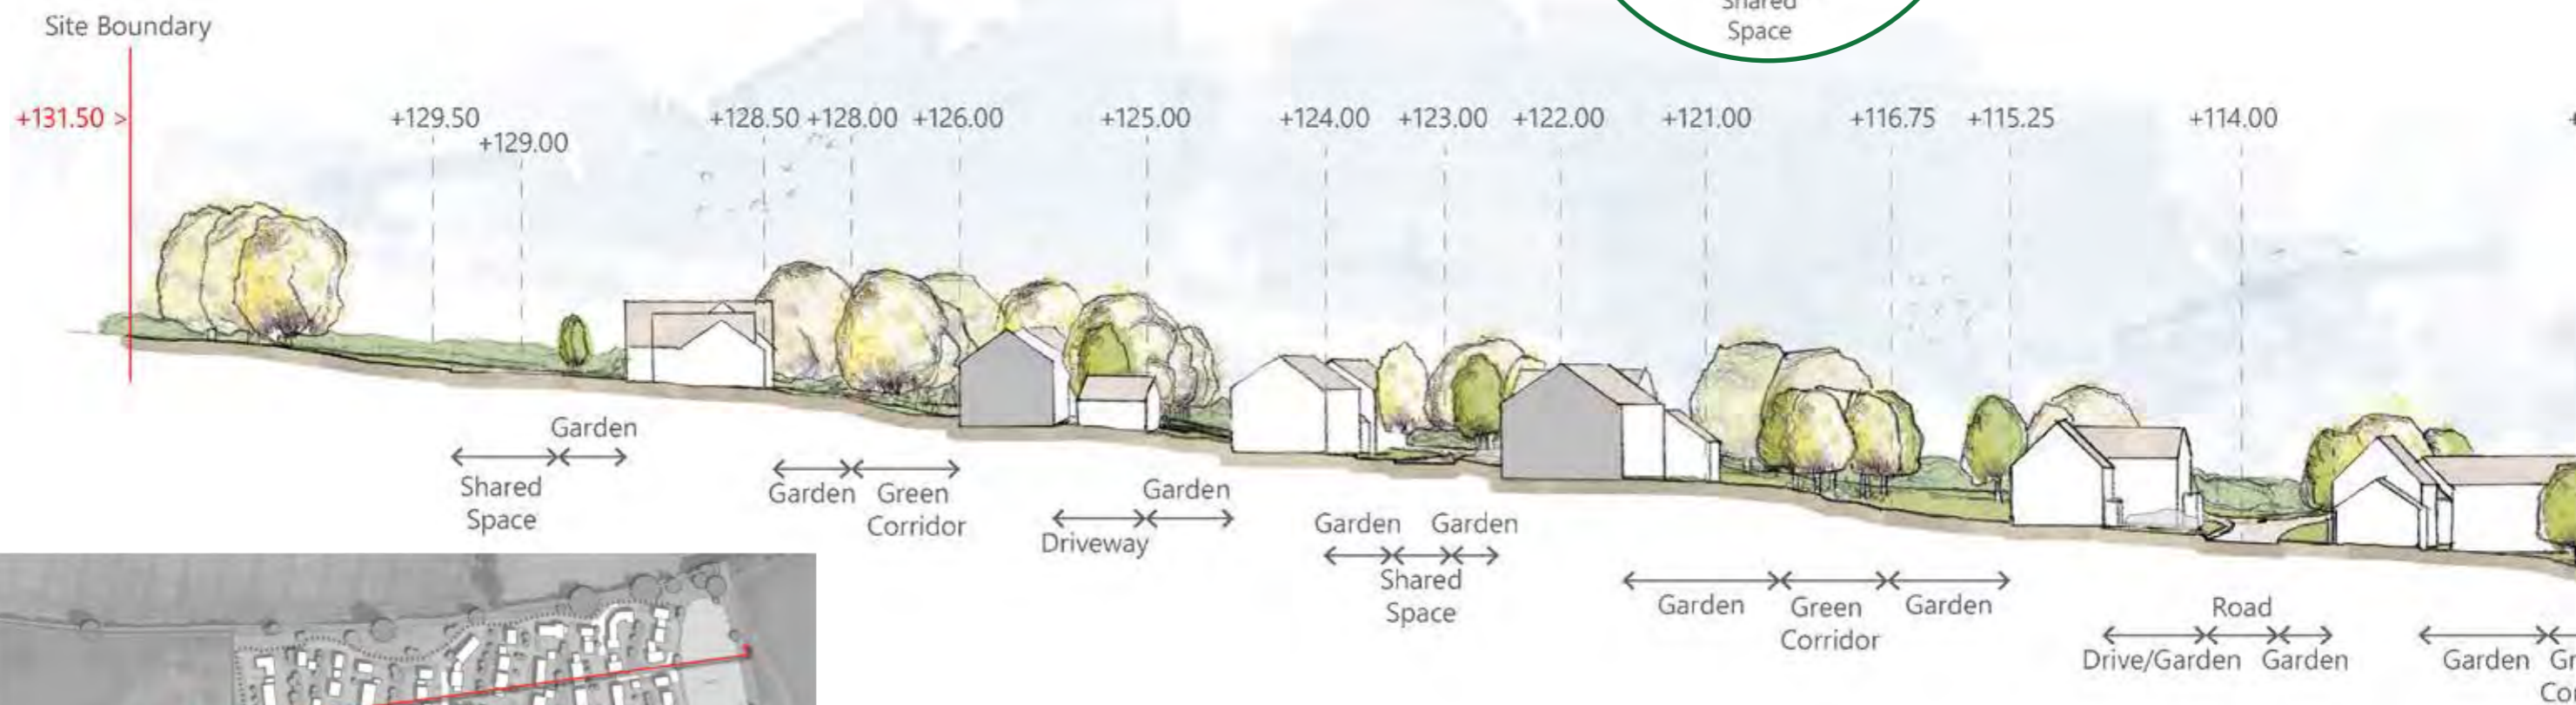 Shared
Space
Site Boundary
+131.50 >
+129.50
+129.00
+128.50
+128.00
+126.00
+125.00
+124.00
+123.00
+122.00
+121.00
+116.75
+115.25
+114.00
Shared
Space
Garden
Garden
Green
Corridor
Driveway
Garden
Garden
Shared
Space
Garden
Garden
Green
Corridor
Garden
Drive/Garden
Road
Garden
Garden